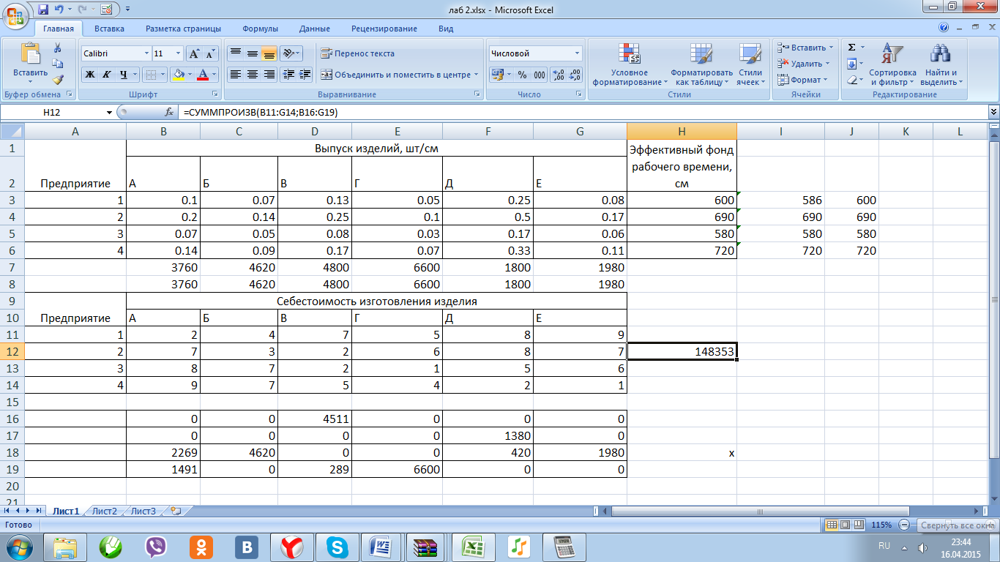 лаб 2.xlsx - Microsoft Excel
Главная Вставка Разметка страницы Формулы Данные Рецензирование Вид
Вставить
Буфер обмена
Calibri 11
Ж К Ч
Шрифт
Перенос текста
Объединить и поместить в центре
Выравнивание
Числовой
% 000
Число
Условное форматирование
Форматировать как таблицу
Стили ячеек
Стили
Вставить
Удалить
Формат
Ячейки
Σ
Сортировка и фильтр
Найти и выделить
Редактирование
H12 fx =СУММПРОИЗВ(B11:G14;B16:G19)
A B C D E F G H I J K L
1 Выпуск изделий, шт/см Эффективный фонд рабочего времени, см
2 Предприятие А Б В Г Д Е
3 1 0.1 0.07 0.13 0.05 0.25 0.08 600 586 600
4 2 0.2 0.14 0.25 0.1 0.5 0.17 690 690 690
5 3 0.07 0.05 0.08 0.03 0.17 0.06 580 580 580
6 4 0.14 0.09 0.17 0.07 0.33 0.11 720 720 720
7 3760 4620 4800 6600 1800 1980
8 3760 4620 4800 6600 1800 1980
9 Себестоимость изготовления изделия
10 Предприятие А Б В Г Д Е
11 1 2 4 7 5 8 9
12 2 7 3 2 6 8 7 148353
13 3 8 7 2 1 5 6
14 4 9 7 5 4 2 1
15
16 0 0 4511 0 0 0
17 0 0 0 0 1380 0
18 2269 4620 0 0 420 1980 x
19 1491 0 289 6600 0 0
20
21
Лист1 Лист2 Лист3
Готово 115% Свернуть все окна
RU 23:44
16.04.2015